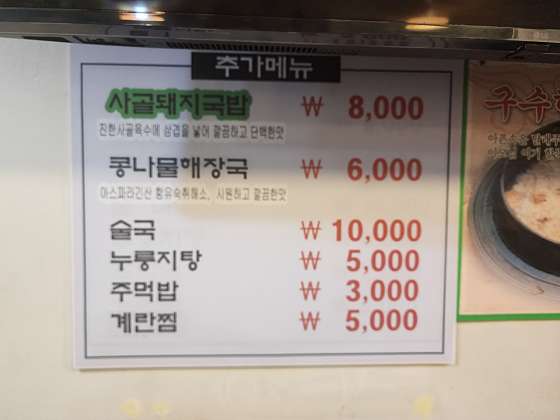 추가메뉴
사골돼지국밥 ₩ 8,000
진한사골육수에 삼겹을 넣어 깔끔하고 단백한맛
콩나물해장국 ₩ 6,000
아스파라긴산 함유숙취해소, 시원하고 깔끔한맛
술국 ₩ 10,000
누룽지탕 ₩ 5,000
주먹밥 ₩ 3,000
계란찜 ₩ 5,000
구수